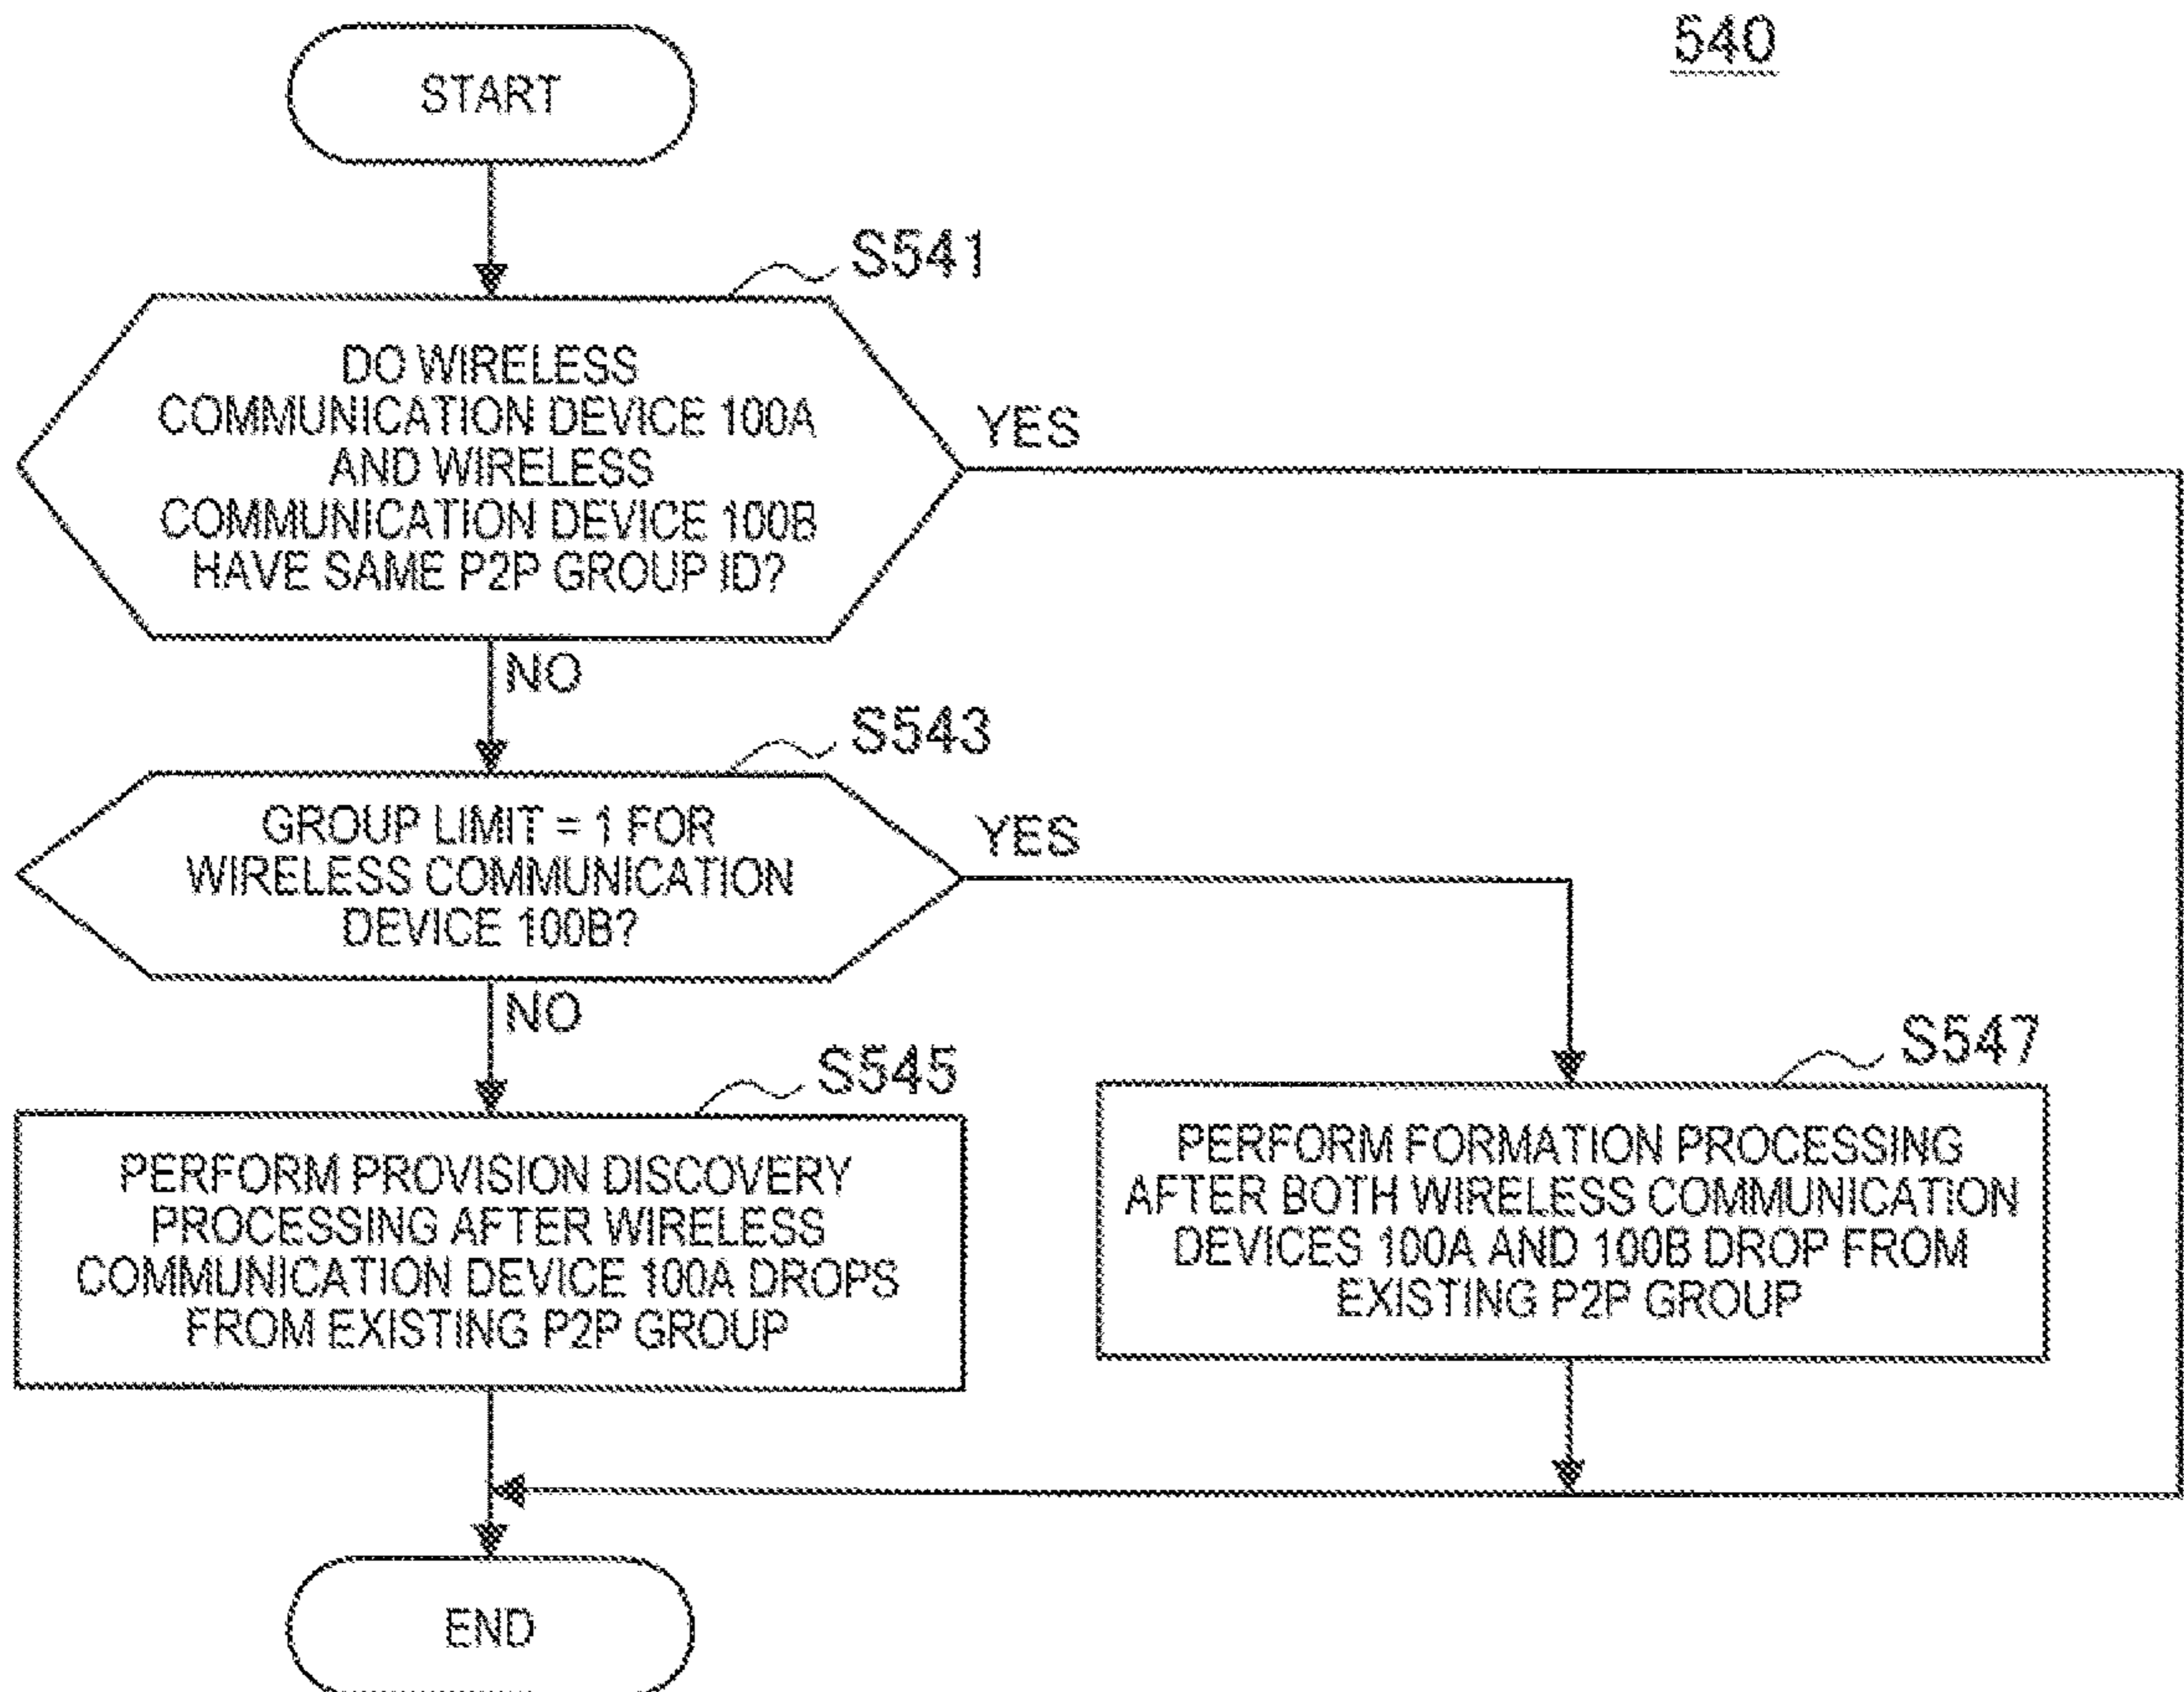 540
START
S541
DO WIRELESS
COMMUNICATION DEVICE 100A
AND WIRELESS
COMMUNICATION DEVICE 100B
HAVE SAME P2P GROUP ID?
YES
NO
S543
GROUP LIMIT = 1 FOR
WIRELESS COMMUNICATION
DEVICE 100B?
YES
NO
S545
PERFORM PROVISION DISCOVERY
PROCESSING AFTER WIRELESS
COMMUNICATION DEVICE 100A DROPS
FROM EXISTING P2P GROUP
S547
PERFORM FORMATION PROCESSING
AFTER BOTH WIRELESS COMMUNICATION
DEVICES 100A AND 100B DROP FROM
EXISTING P2P GROUP
END